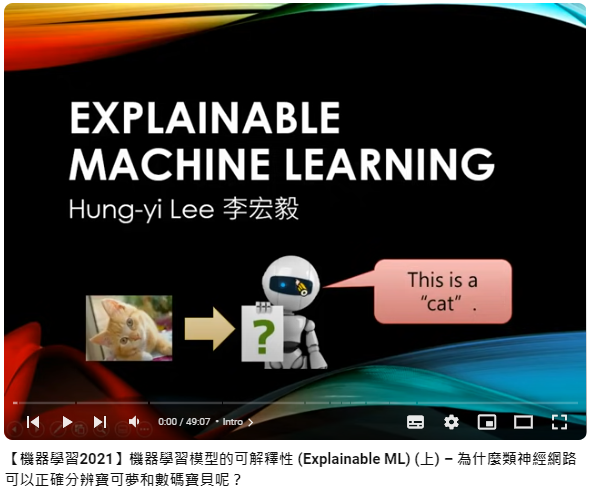 EXPLAINABLE
MACHINE LEARNING
Hung-yi Lee 李宏毅
This is a
“cat” .
?
0:00 / 49:07 • Intro
【機器學習2021】機器學習模型的可解釋性 (Explainable ML) (上) – 為什麼類神經網路
可以正確分辨寶可夢和數碼寶貝呢？